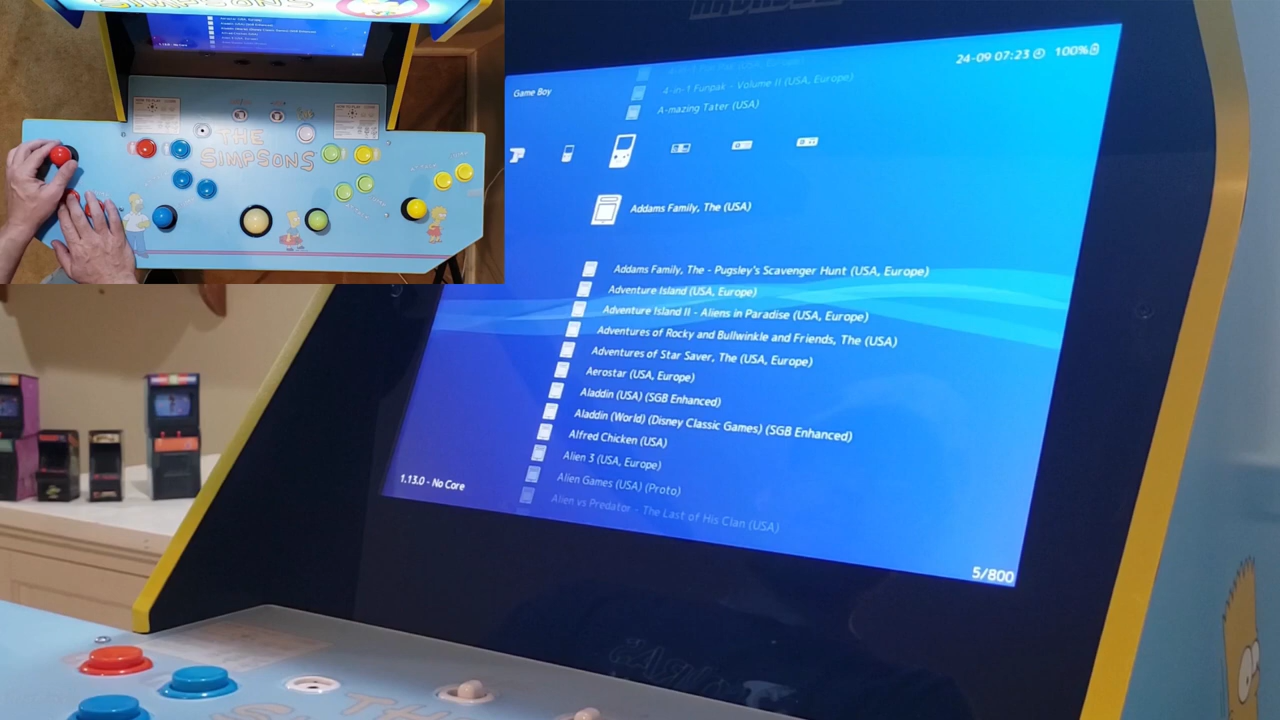 SIMPSONS
THE
SIMPSONS
Game Boy
24-09 07:23
100%
4-in-1 Funpak - Volume II (USA, Europe)
A-mazing Tater (USA)
Addams Family, The (USA)
Addams Family, The - Pugsley's Scavenger Hunt (USA, Europe)
Adventure Island (USA, Europe)
Adventure Island II - Aliens in Paradise (USA, Europe)
Adventures of Rocky and Bullwinkle and Friends, The (USA)
Adventures of Star Saver, The (USA, Europe)
Aerostar (USA, Europe)
Aladdin (USA) (SGB Enhanced)
Aladdin (World) (Disney Classic Games) (SGB Enhanced)
Alfred Chicken (USA)
Alien 3 (USA, Europe)
Alien Games (USA) (Proto)
Alien vs Predator - The Last of His Clan (USA)
1.13.0 - No Core
5/800